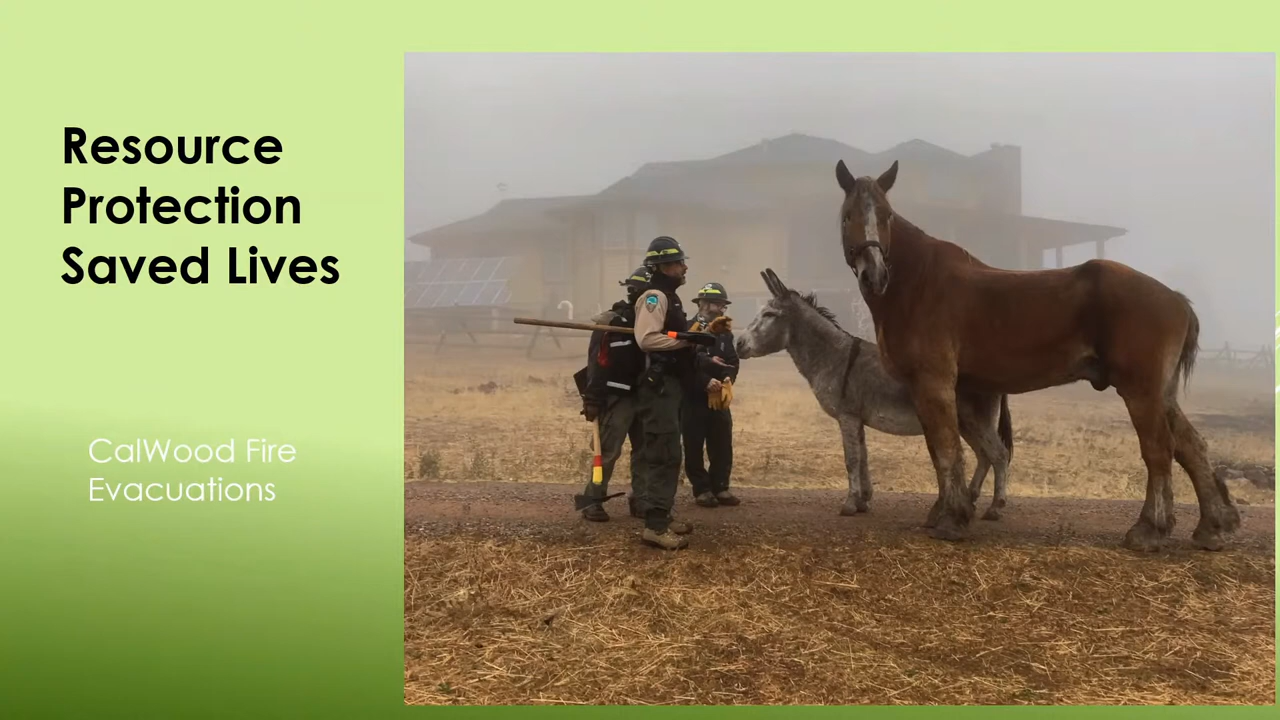 Resource
Protection
Saved Lives
CalWood Fire
Evacuations